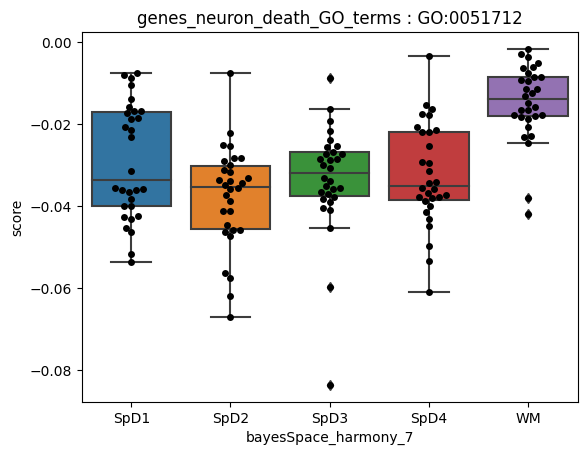 genes_neuron_death_GO_terms : GO:0051712
0.00
−0.02
−0.04
−0.06
−0.08
score
SpD1 SpD2 SpD3 SpD4 WM
bayesSpace_harmony_7